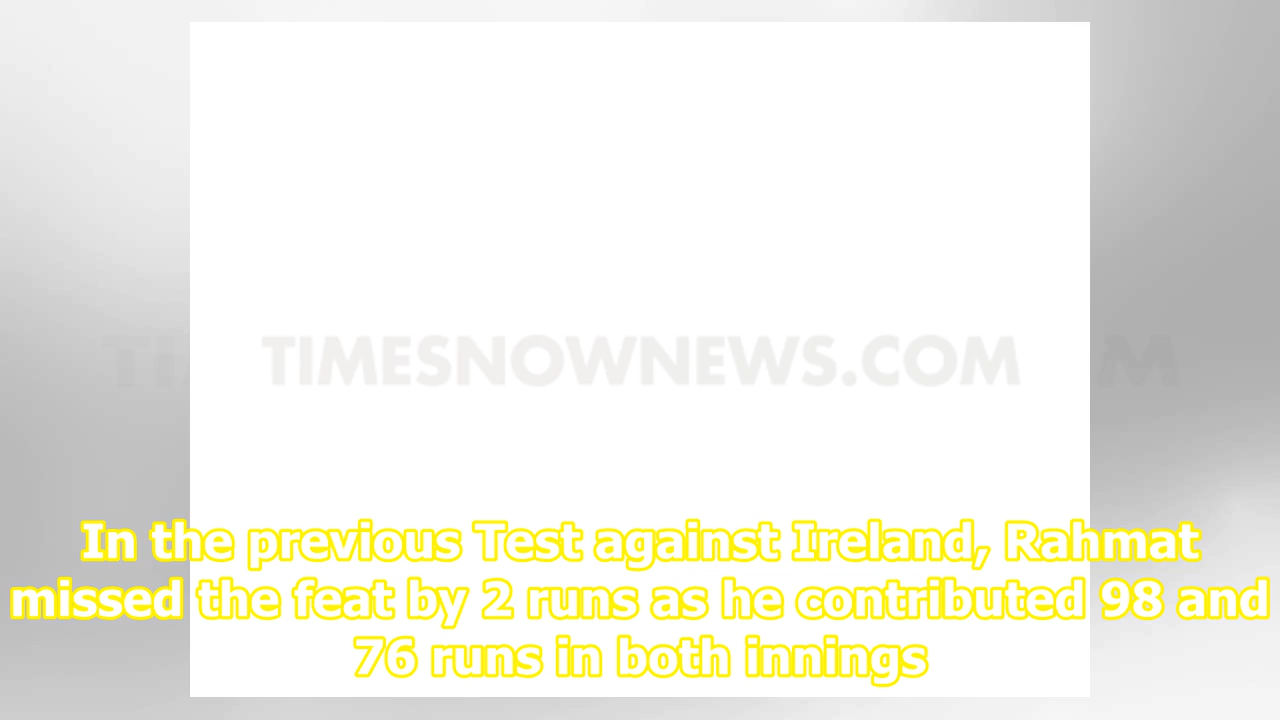 TIMESNOWNEWS.COM
In the previous Test against Ireland, Rahmat
missed the feat by 2 runs as he contributed 98 and
76 runs in both innings